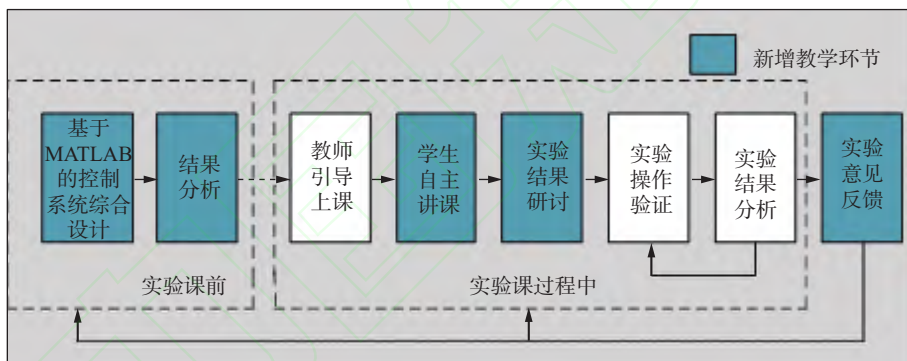 新增教学环节
基于
MATLAB
的控制
系统综合
设计
结果
分析
教师
引导
上课
学生
自主
讲课
实验
结果
研讨
实验
操作
验证
实验
结果
分析
实验
意见
反馈
实验课前
实验课过程中